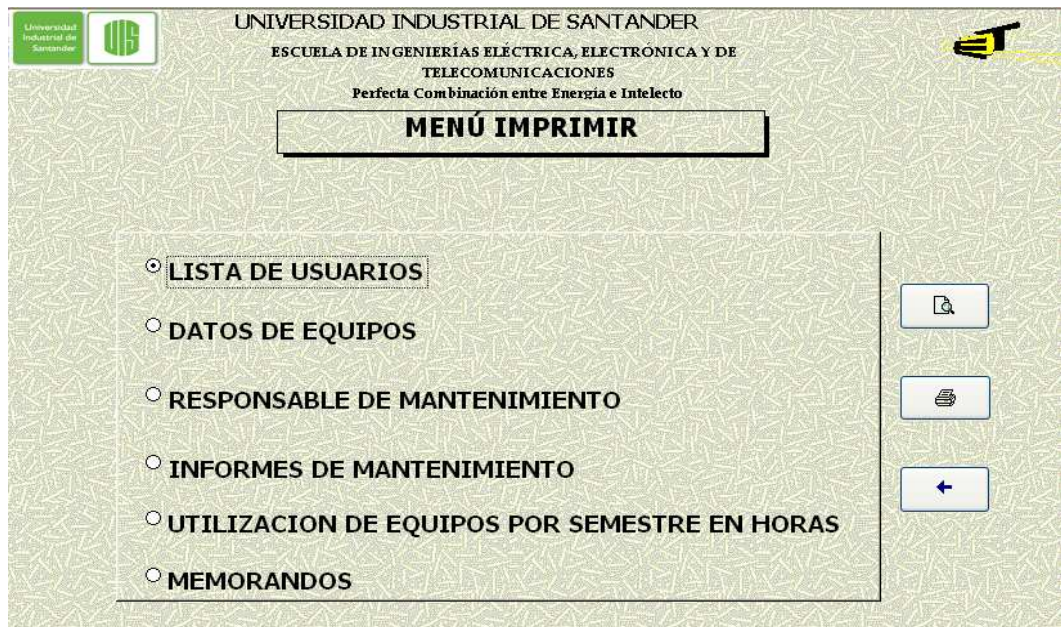 Universidad
Industrial de
Santander
UIS
UNIVERSIDAD INDUSTRIAL DE SANTANDER
ESCUELA DE INGENIERÍAS ELÉCTRICA, ELECTRÓNICA Y DE
TELECOMUNICACIONES
Perfecta Combinación entre Energía e Intelecto
MENÚ IMPRIMIR
LISTA DE USUARIOS
DATOS DE EQUIPOS
RESPONSABLE DE MANTENIMIENTO
INFORMES DE MANTENIMIENTO
UTILIZACION DE EQUIPOS POR SEMESTRE EN HORAS
MEMORANDOS